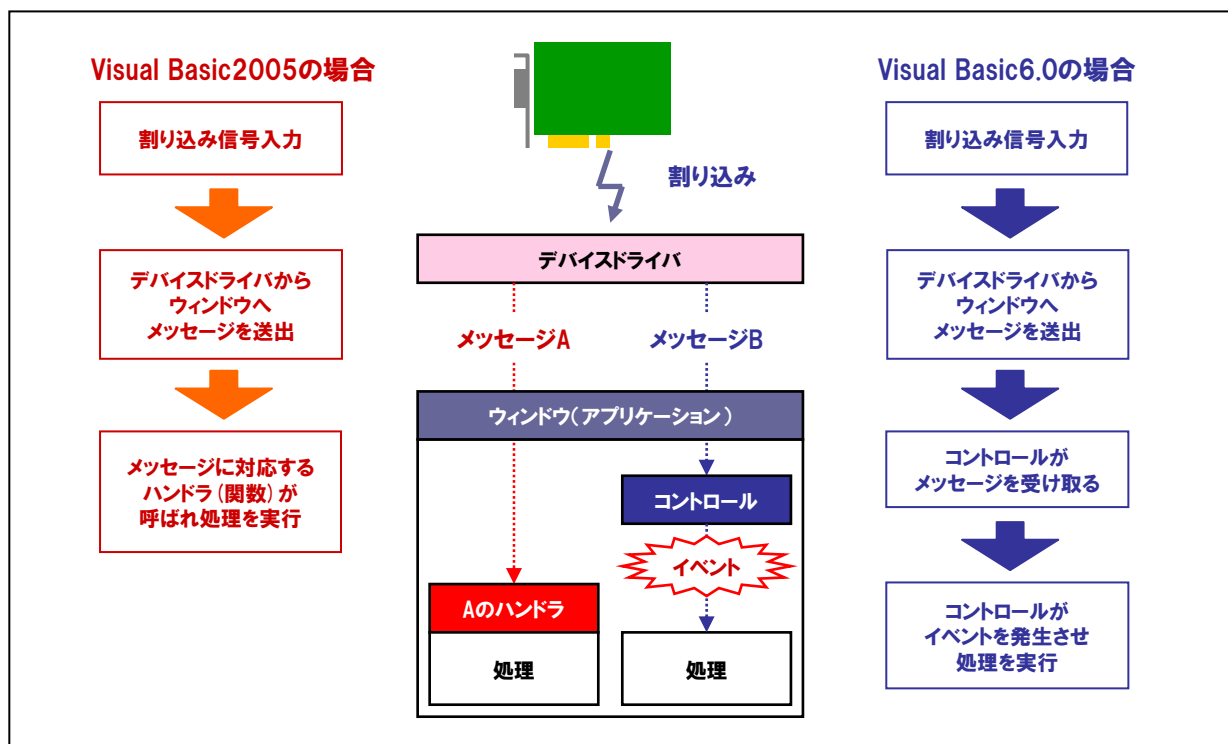 Visual Basic2005の場合
割り込み信号入力
デバイスドライバから
ウィンドウへ
メッセージを送出
メッセージに対応する
ハンドラ(関数)が
呼ばれ処理を実行
割り込み
デバイスドライバ
メッセージA
メッセージB
ウィンドウ(アプリケーション)
コントロール
イベント
Aのハンドラ
処理
処理
Visual Basic6.0の場合
割り込み信号入力
デバイスドライバから
ウィンドウへ
メッセージを送出
コントロールが
メッセージを受け取る
コントロールが
イベントを発生させ
処理を実行